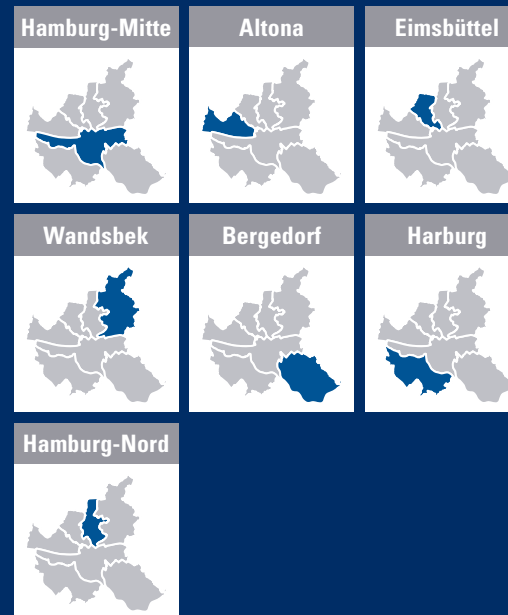 Hamburg-Mitte
Altona
Eimsbüttel
Wandsbek
Bergedorf
Harburg
Hamburg-Nord